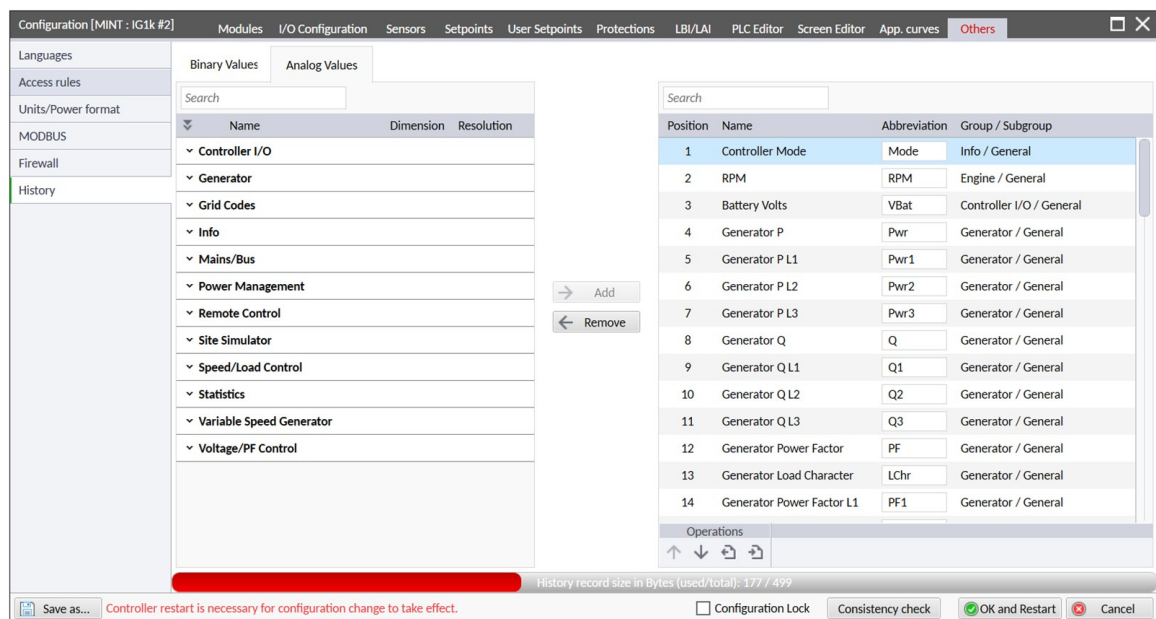 Configuration [MINT : IG1k #2]
Modules I/O Configuration Sensors Setpoints User Setpoints Protections LBI/LAI PLC Editor Screen Editor App. curves Others
Languages
Access rules
Units/Power format
MODBUS
Firewall
History
Binary Values Analog Values
Search
Name Dimension Resolution
Controller I/O
Generator
Grid Codes
Info
Mains/Bus
Power Management
Remote Control
Site Simulator
Speed/Load Control
Statistics
Variable Speed Generator
Voltage/PF Control
Add
Remove
Search
Position Name Abbreviation Group / Subgroup
1 Controller Mode Mode Info / General
2 RPM RPM Engine / General
3 Battery Volts VBat Controller I/O / General
4 Generator P Pwr Generator / General
5 Generator P L1 Pwr1 Generator / General
6 Generator P L2 Pwr2 Generator / General
7 Generator P L3 Pwr3 Generator / General
8 Generator Q Q Generator / General
9 Generator Q L1 Q1 Generator / General
10 Generator Q L2 Q2 Generator / General
11 Generator Q L3 Q3 Generator / General
12 Generator Power Factor PF Generator / General
13 Generator Load Character LChr Generator / General
14 Generator Power Factor L1 PF1 Generator / General
Operations
History record size in Bytes (used/total): 177 / 499
Save as... Controller restart is necessary for configuration change to take effect. Configuration Lock Consistency check OK and Restart Cancel